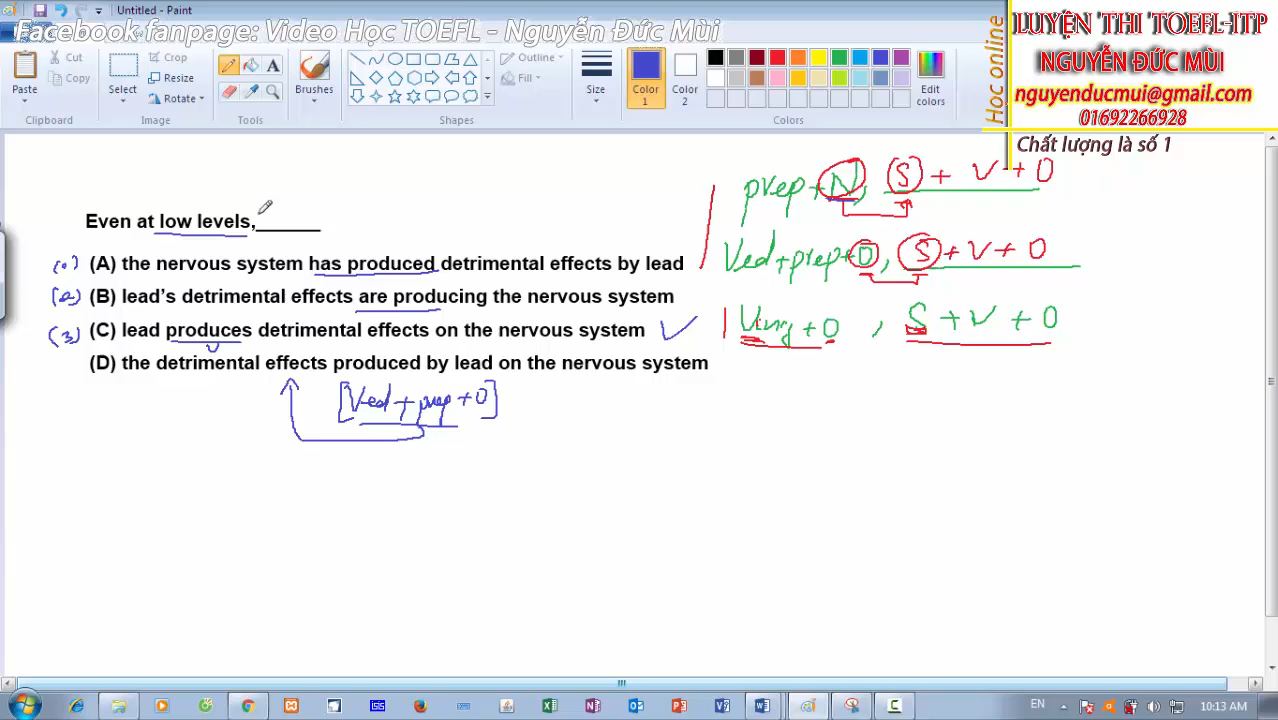 Untitled - Paint
Facebook fanpage: Video Học TOEFL - Nguyễn Đức Mùi
LUYỆN THI TOEFL-ITP
NGUYỄN ĐỨC MÙI
nguyenducmui@gmail.com
01692266928
Học online
Chất lượng là số 1
Paste
Cut
Copy
Clipboard
Select
Crop
Resize
Rotate
Image
Tools
Brushes
Outline
Fill
Shapes
Size
Color 1
Color 2
Edit colors
Colors
prep + N, S + V + O
Even at low levels,______
Ved + prep + O, S + V + O
(1) (A) the nervous system has produced detrimental effects by lead
(2) (B) lead's detrimental effects are producing the nervous system
(3) (C) lead produces detrimental effects on the nervous system
Ving + O , S + V + O
V
(D) the detrimental effects produced by lead on the nervous system
[Ved + prep + O]
EN
10:13 AM